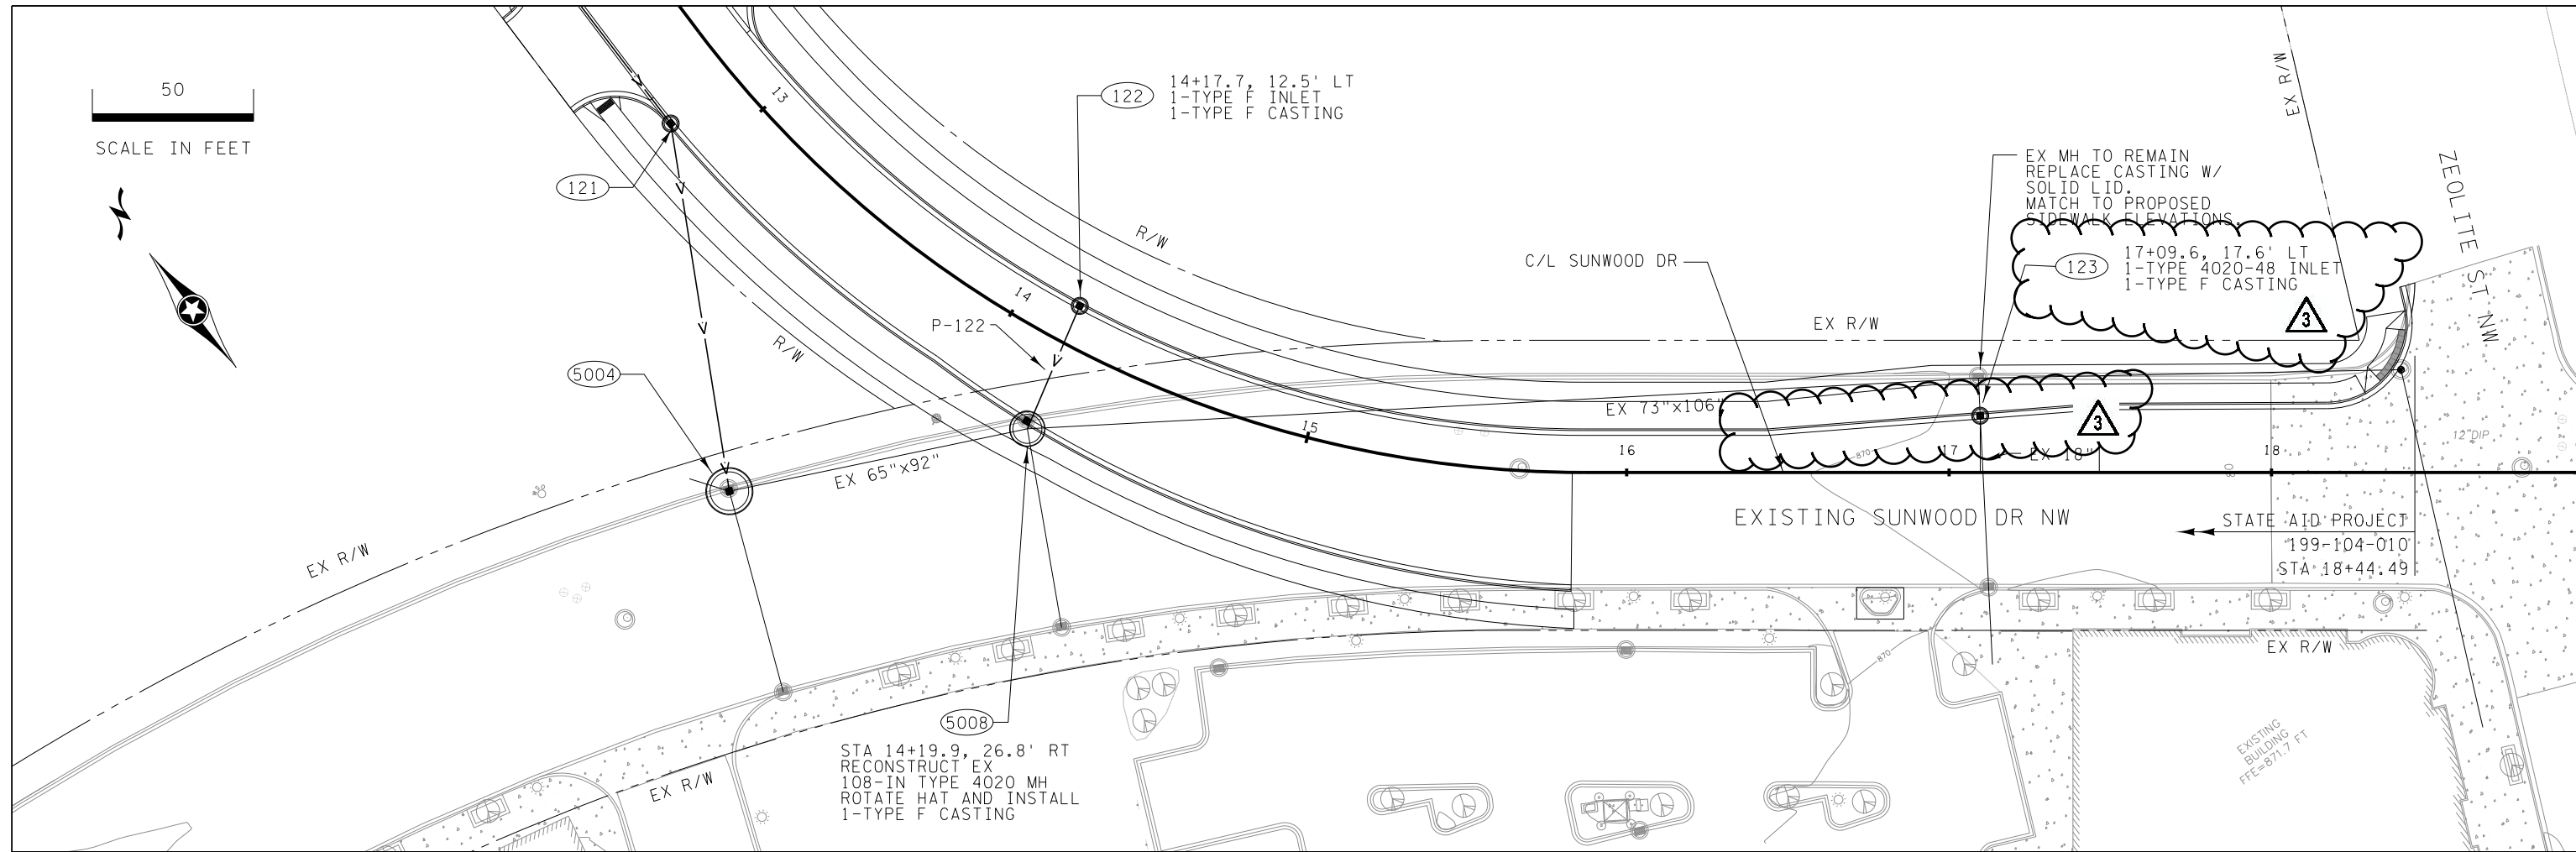 50
SCALE IN FEET
13
121
122
14+17.7, 12.5' LT
1-TYPE F INLET
1-TYPE F CASTING
R/W
R/W
14
P-122
5004
EX 65"x92"
EX R/W
15
5008
STA 14+19.9, 26.8' RT
RECONSTRUCT EX
108-IN TYPE 4020 MH
ROTATE HAT AND INSTALL
1-TYPE F CASTING
EX R/W
C/L SUNWOOD DR
EX R/W
EX R/W
EX MH TO REMAIN
REPLACE CASTING W/
SOLID LID.
MATCH TO PROPOSED
SIDEWALK ELEVATIONS.
123
17+09.6, 17.6' LT
1-TYPE 4020-48 INLET
1-TYPE F CASTING
3
ZEOLITE ST NW
EX 73"x106"
3
16
870
17
EX 18"
18
12"DIP
EXISTING SUNWOOD DR NW
STATE AID PROJECT
199-104-010
STA 18+44.49
870
EX R/W
EXISTING
BUILDING
FFE=871.7 FT